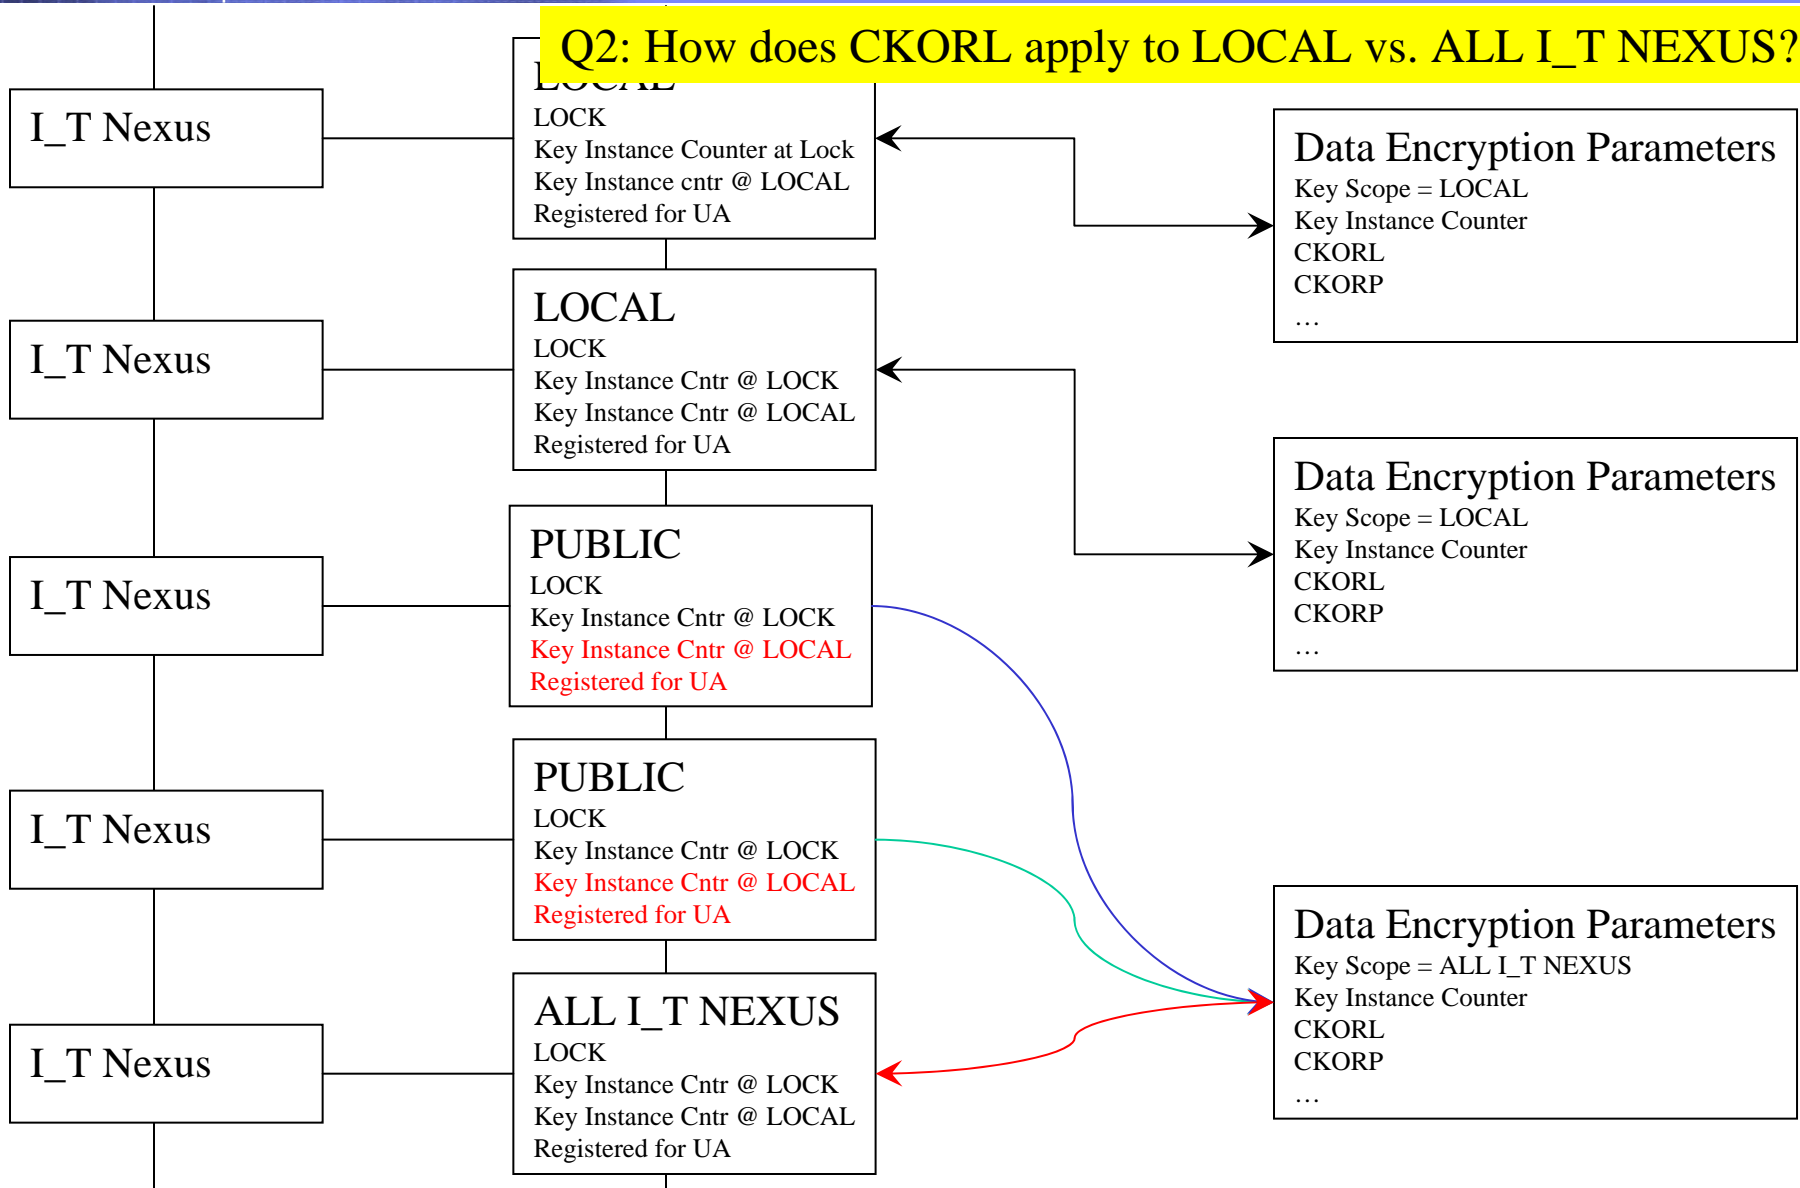 Q2: How does CKORL apply to LOCAL vs. ALL I_T NEXUS?
I_T Nexus
LOCAL
LOCK
Key Instance Counter at Lock
Key Instance cntr @ LOCAL
Registered for UA
Data Encryption Parameters
Key Scope = LOCAL
Key Instance Counter
CKORL
CKORP
…
I_T Nexus
LOCAL
LOCK
Key Instance Cntr @ LOCK
Key Instance Cntr @ LOCAL
Registered for UA
Data Encryption Parameters
Key Scope = LOCAL
Key Instance Counter
CKORL
CKORP
…
I_T Nexus
PUBLIC
LOCK
Key Instance Cntr @ LOCK
Key Instance Cntr @ LOCAL
Registered for UA
I_T Nexus
PUBLIC
LOCK
Key Instance Cntr @ LOCK
Key Instance Cntr @ LOCAL
Registered for UA
Data Encryption Parameters
Key Scope = ALL I_T NEXUS
Key Instance Counter
CKORL
CKORP
…
I_T Nexus
ALL I_T NEXUS
LOCK
Key Instance Cntr @ LOCK
Key Instance Cntr @ LOCAL
Registered for UA